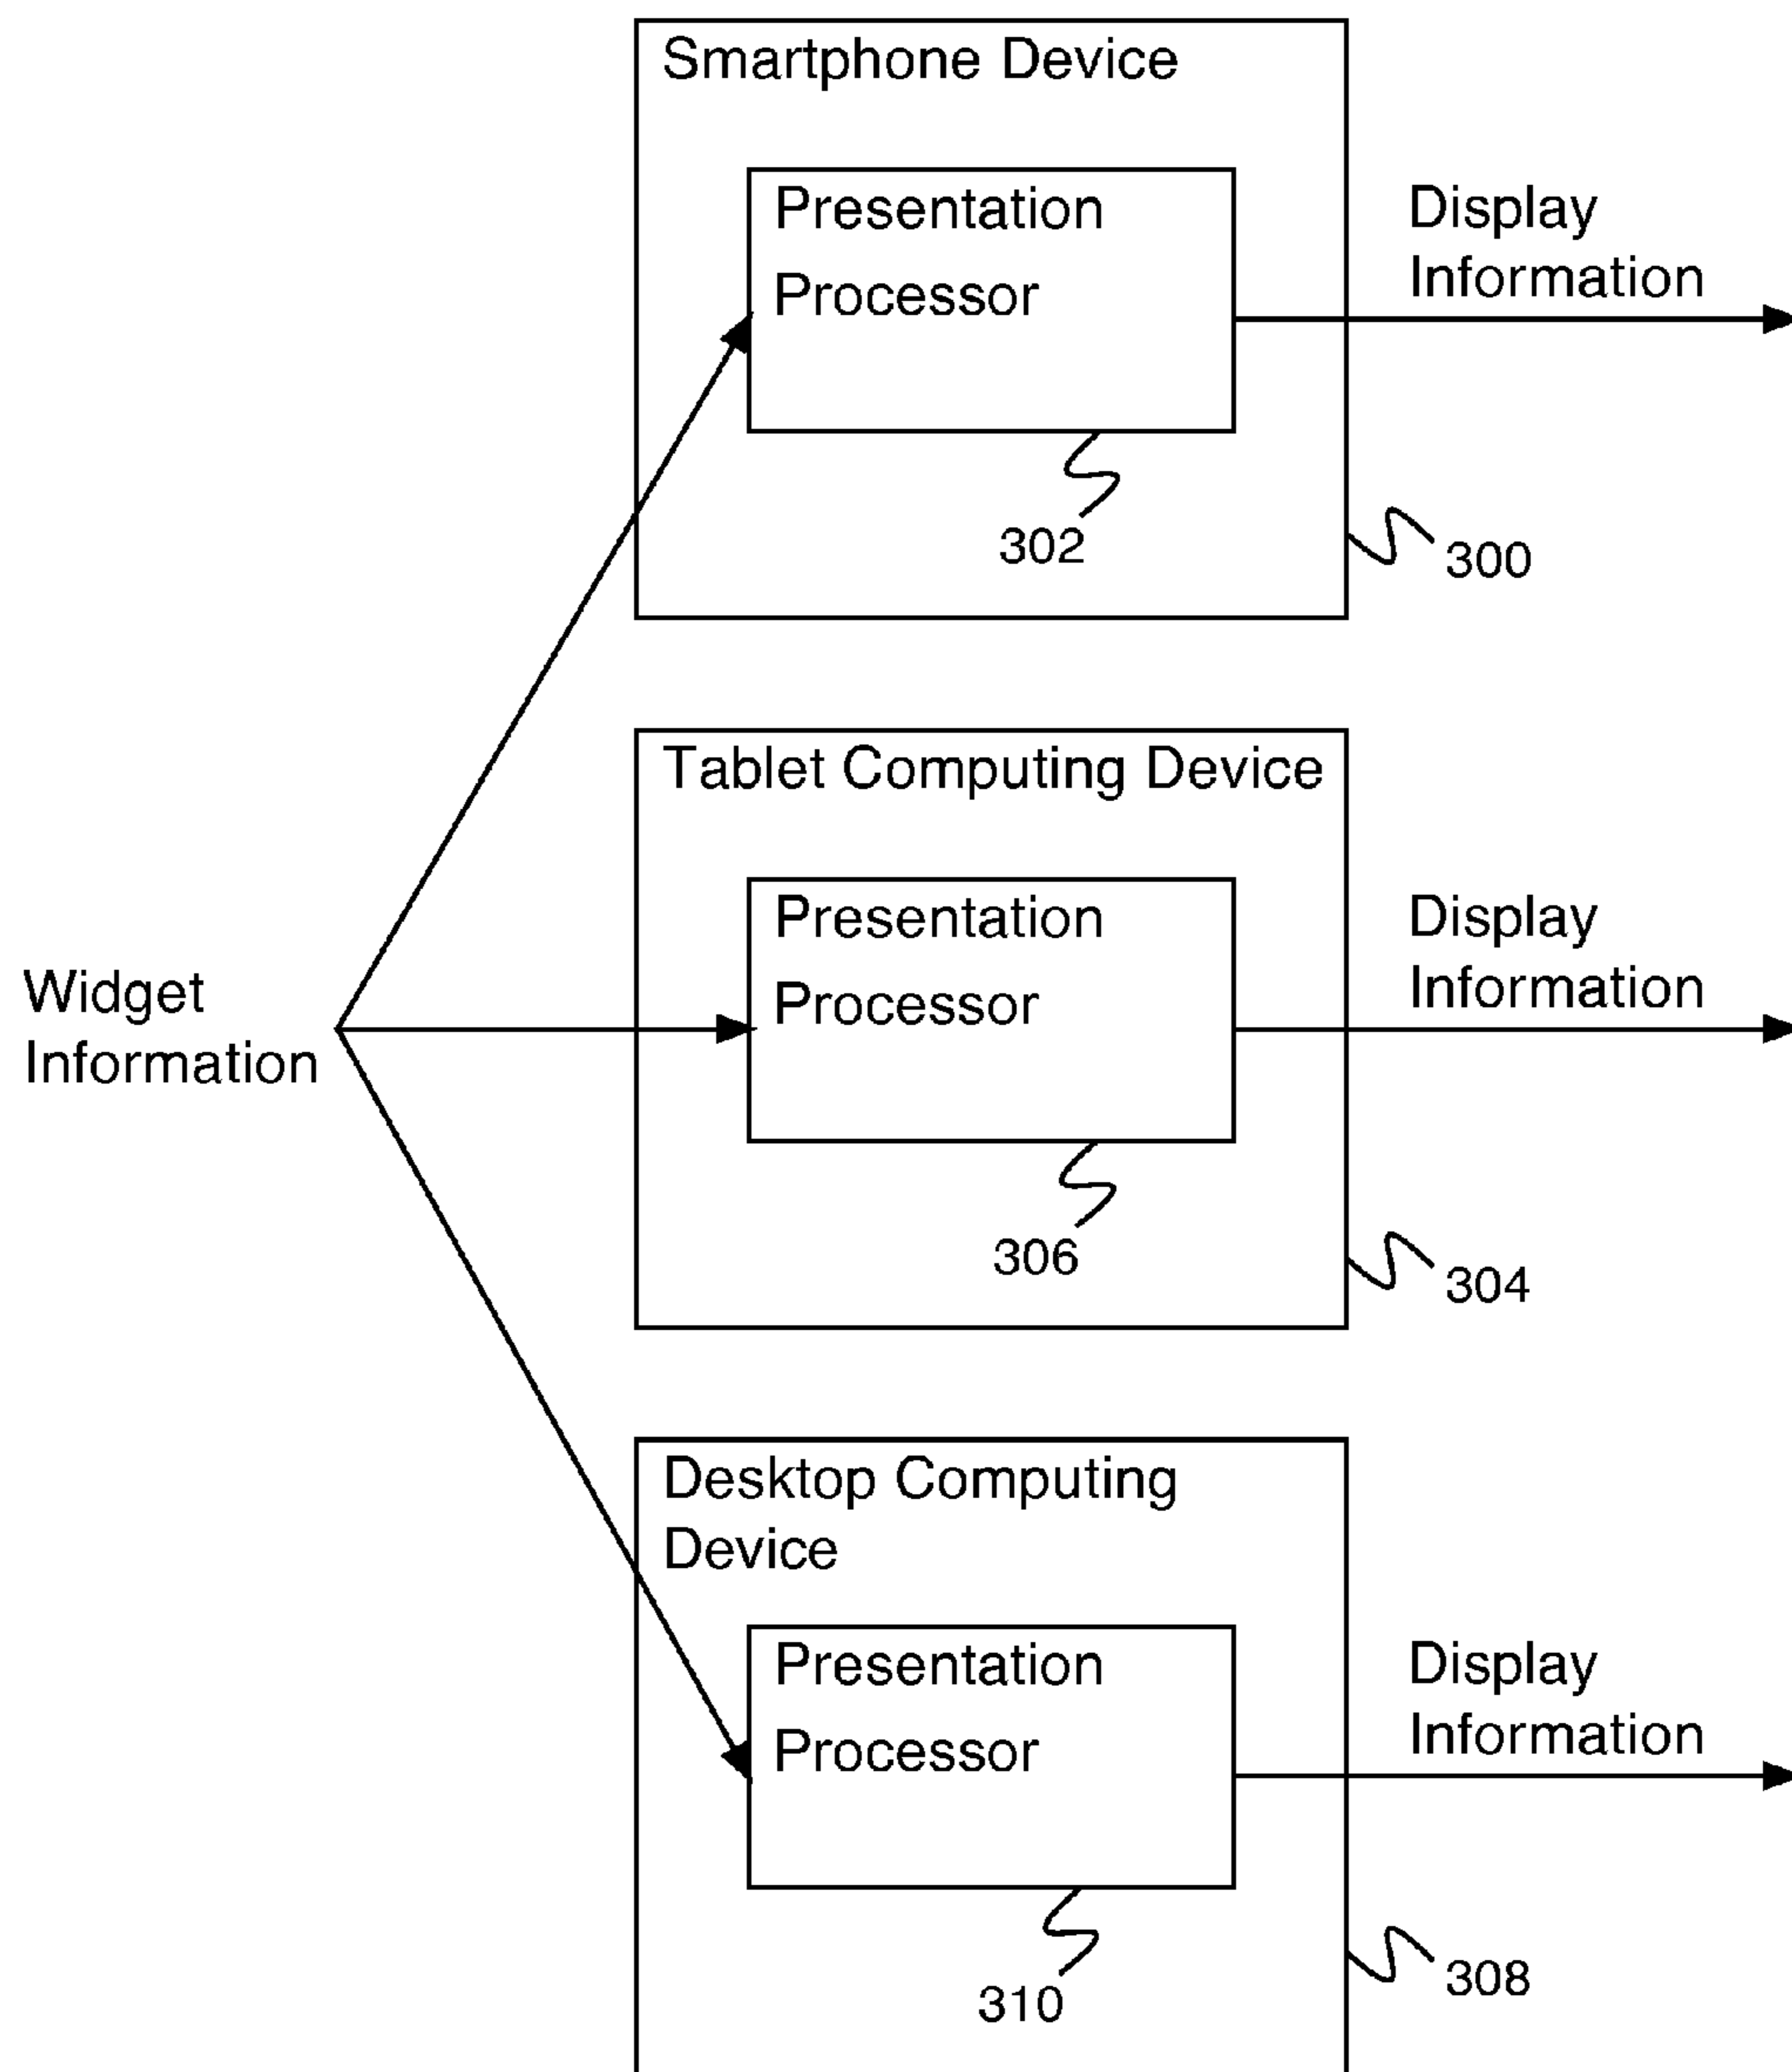 Smartphone Device
Presentation
Processor
Display
Information
302
300
Tablet Computing Device
Presentation
Processor
Display
Information
Widget
Information
306
304
Desktop Computing
Device
Presentation
Processor
Display
Information
310
308